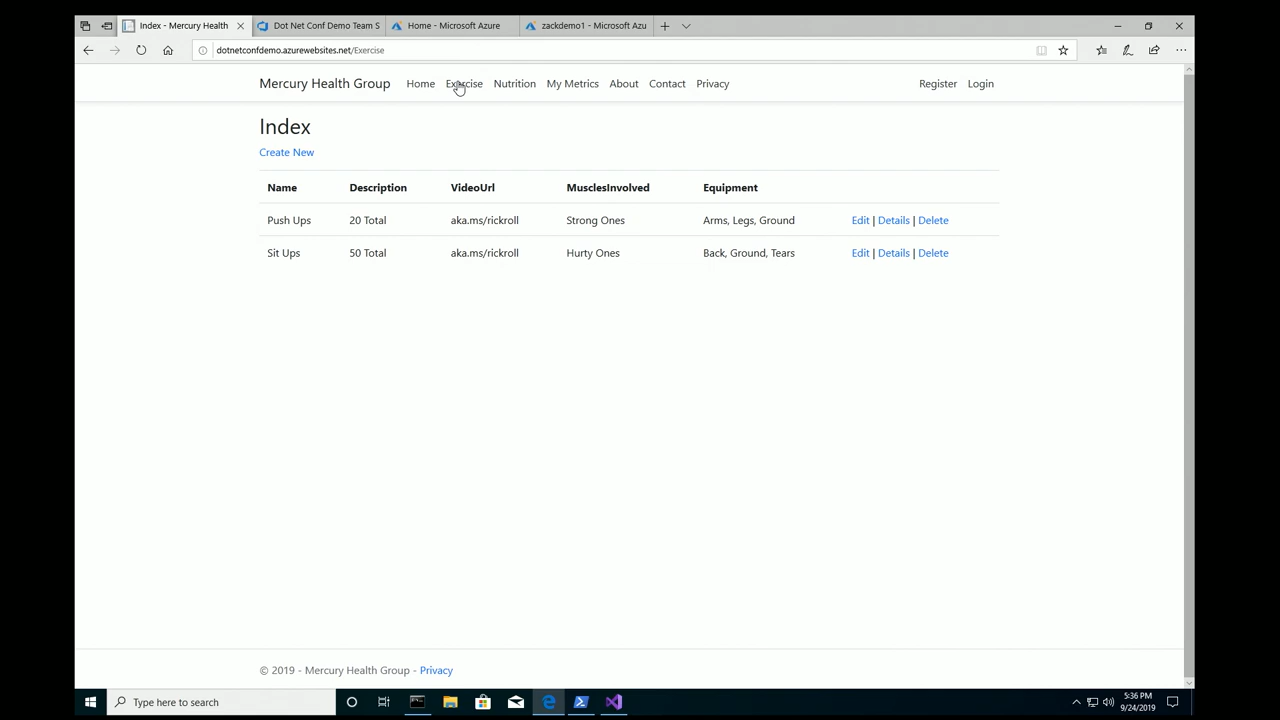 Index - Mercury Health
Dot Net Conf Demo Team S
Home - Microsoft Azure
zackdemo1 - Microsoft Azu
dotnetconfdemo.azurewebsites.net/Exercise
Mercury Health Group Home Exercise Nutrition My Metrics About Contact Privacy Register Login
Index
Create New
Name Description VideoUrl MusclesInvolved Equipment
Push Ups 20 Total aka.ms/rickroll Strong Ones Arms, Legs, Ground Edit | Details | Delete
Sit Ups 50 Total aka.ms/rickroll Hurty Ones Back, Ground, Tears Edit | Details | Delete
© 2019 - Mercury Health Group - Privacy
Type here to search
5:36 PM
9/24/2019